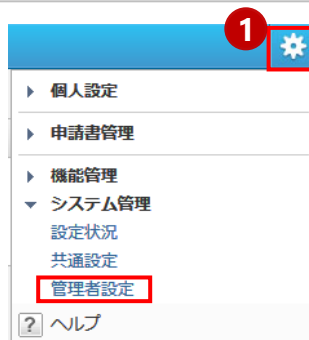 1
個人設定
申請書管理
機能管理
システム管理
設定状況
共通設定
管理者設定
? ヘルプ